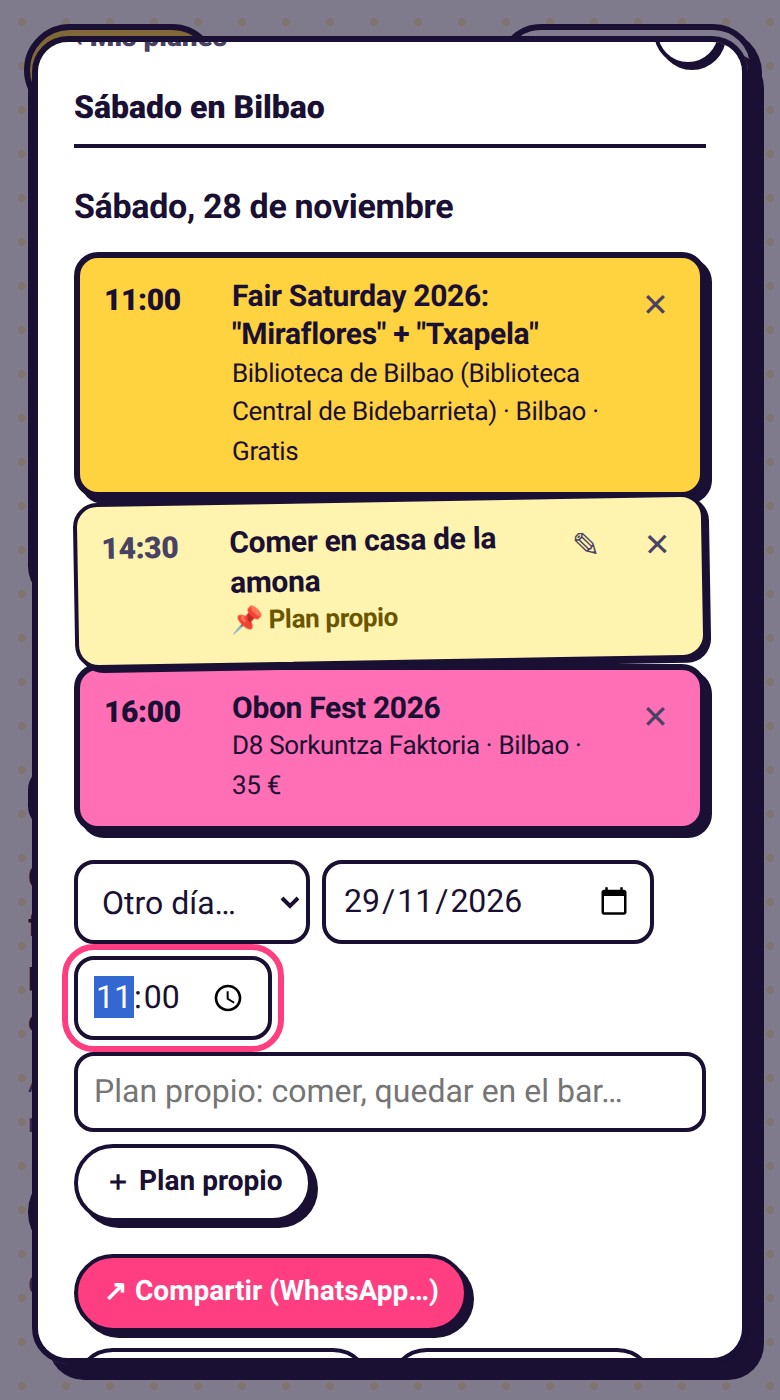 ‹ Mis planes
Sábado en Bilbao
Sábado, 28 de noviembre
11:00
Fair Saturday 2026:
"Miraflores" + "Txapela"
Biblioteca de Bilbao (Biblioteca
Central de Bidebarrieta) · Bilbao ·
Gratis
14:30
Comer en casa de la
amona
📌 Plan propio
16:00
Obon Fest 2026
D8 Sorkuntza Faktoria · Bilbao ·
35 €
Otro día…
29/11/2026
11:00
Plan propio: comer, quedar en el bar…
+ Plan propio
↗ Compartir (WhatsApp…)